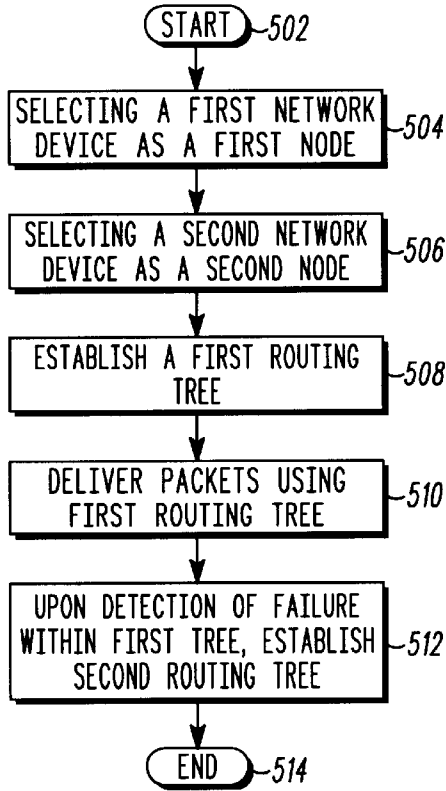 START 502
SELECTING A FIRST NETWORK
DEVICE AS A FIRST NODE 504
SELECTING A SECOND NETWORK
DEVICE AS A SECOND NODE 506
ESTABLISH A FIRST ROUTING
TREE 508
DELIVER PACKETS USING
FIRST ROUTING TREE 510
UPON DETECTION OF FAILURE
WITHIN FIRST TREE, ESTABLISH 512
SECOND ROUTING TREE
END 514